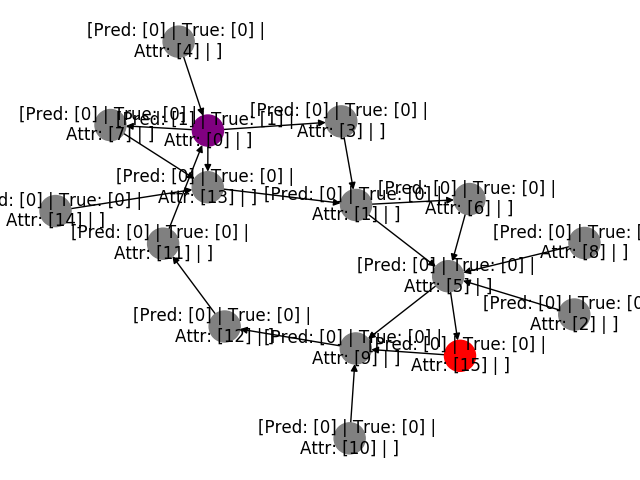 [Pred: [0] | True: [0] |
Attr: [4] | ]
[Pred: [0] | True: [0] |
Attr: [7] | ]
[Pred: [1] | True: [1] |
Attr: [0] | ]
[Pred: [0] | True: [0] |
Attr: [3] | ]
[Pred: [0] | True: [0] |
Attr: [13] | ]
d: [0] | True: [0] |
Attr: [14] | ]
[Pred: [0] | True: [0] |
Attr: [1] | ]
[Pred: [0] | True: [0] |
Attr: [6] | ]
[Pred: [0] | True: [0] |
Attr: [11] | ]
[Pred: [0] | True: [
Attr: [8] | ]
[Pred: [0] | True: [0] |
Attr: [5] | ]
[Pred: [0] | True: [0
Attr: [2] | ]
[Pred: [0] | True: [0] |
Attr: [12] | ]
[Pred: [0] | True: [0] |
Attr: [9] | ]
[Pred: [0] | True: [0] |
Attr: [15] | ]
[Pred: [0] | True: [0] |
Attr: [10] | ]